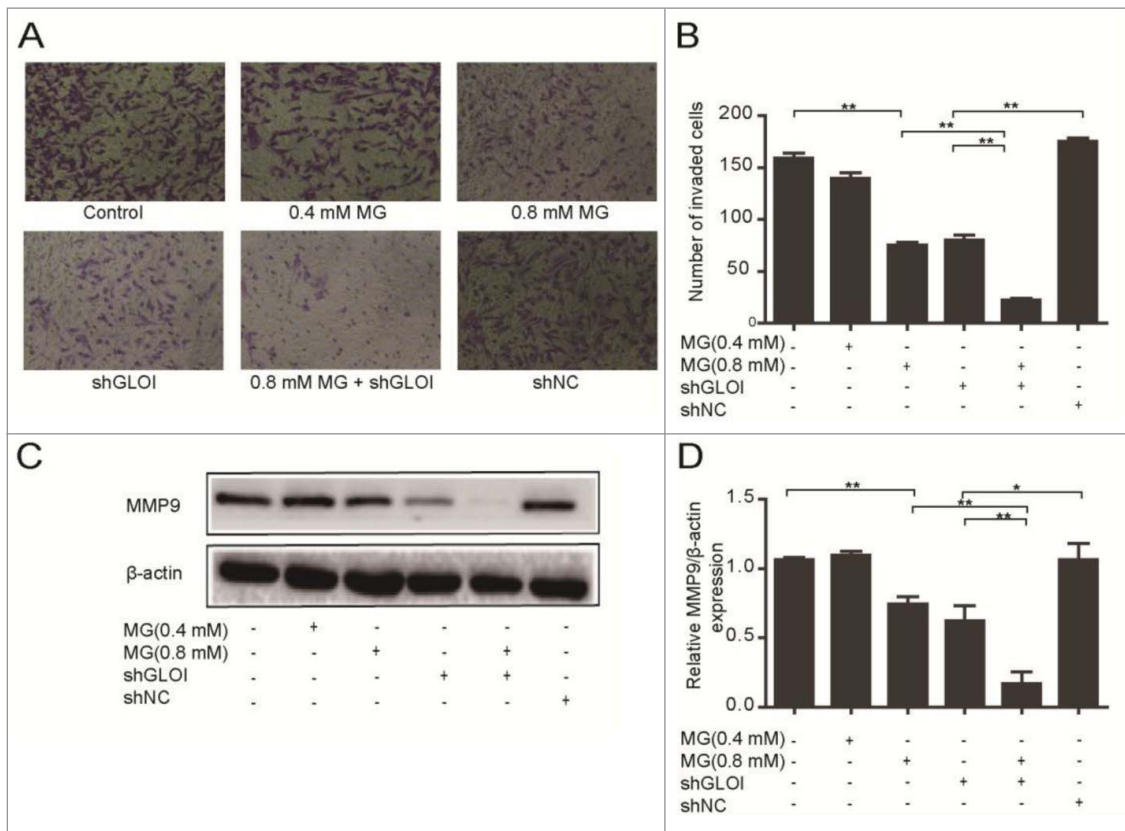 A
Control
0.4 mM MG
0.8 mM MG
shGLOI
0.8 mM MG + shGLOI
shNC
B
Number of invaded cells
200
150
100
50
0
** ** ** **
MG(0.4 mM) - + - - - -
MG(0.8 mM) - - + - + -
shGLOI - - - + + -
shNC - - - - - +
C
MMP9
β-actin
MG(0.4 mM) - + - - - -
MG(0.8 mM) - - + - + -
shGLOI - - - + + -
shNC - - - - - +
D
Relative MMP9/β-actin
expression
1.5
1.0
0.5
0.0
** ** ** *
MG(0.4 mM) - + - - - -
MG(0.8 mM) - - + - + -
shGLOI - - - + + -
shNC - - - - - +